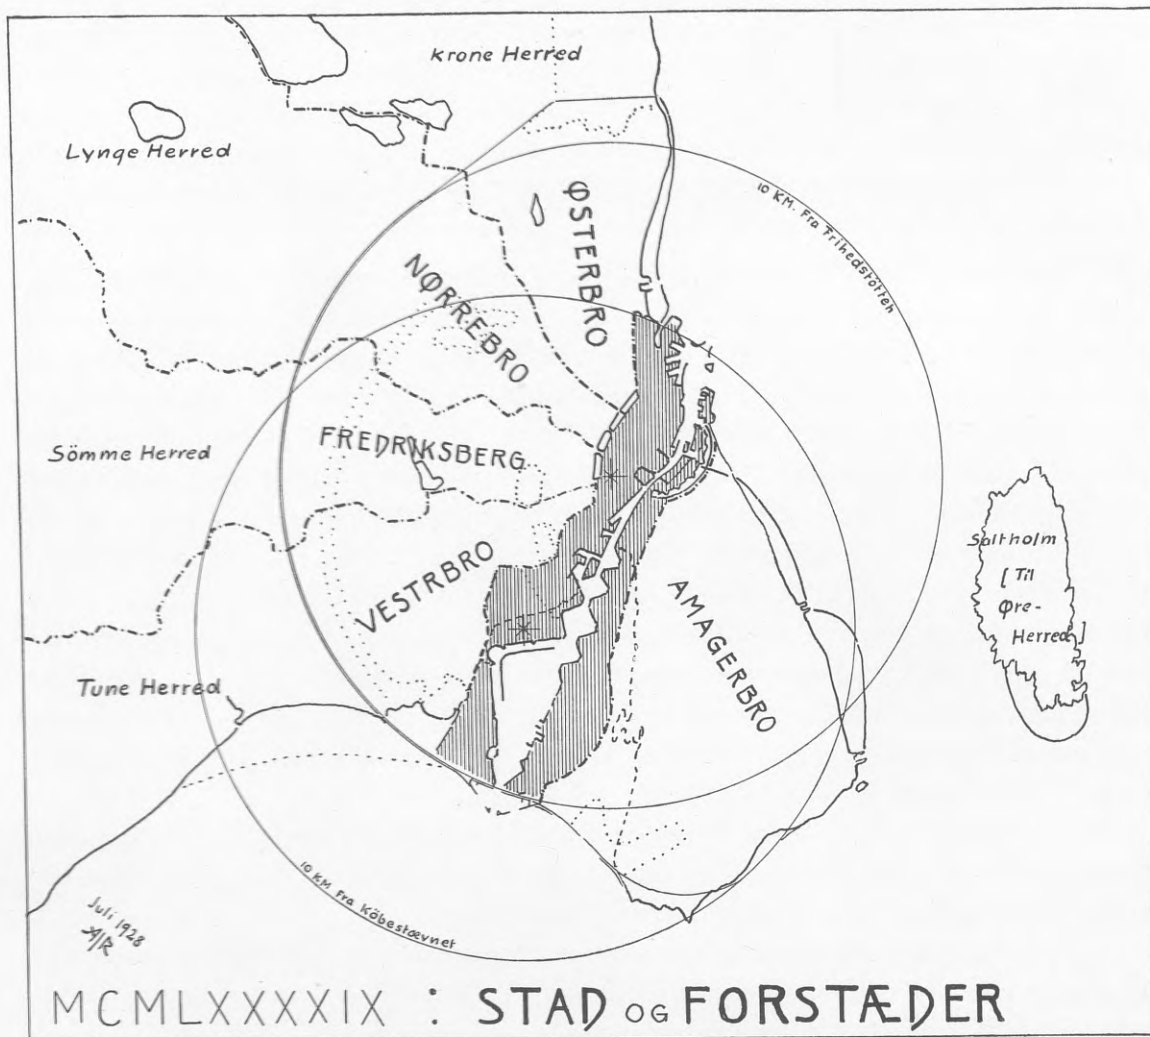 Krone Herred
Lynge Herred
10 KM. Fra Frihedstötten
ØSTERBRO
NØRREBRO
FREDRIKSBERG
Sömme Herred
VESTRBRO
AMAGERBRO
Saltholm
[ Til
Øre-
Herred ]
Tune Herred
10 KM Fra Köbestævnet
Juli 1928
A/R
MCMLXXXXIX : STAD OG FORSTÆDER